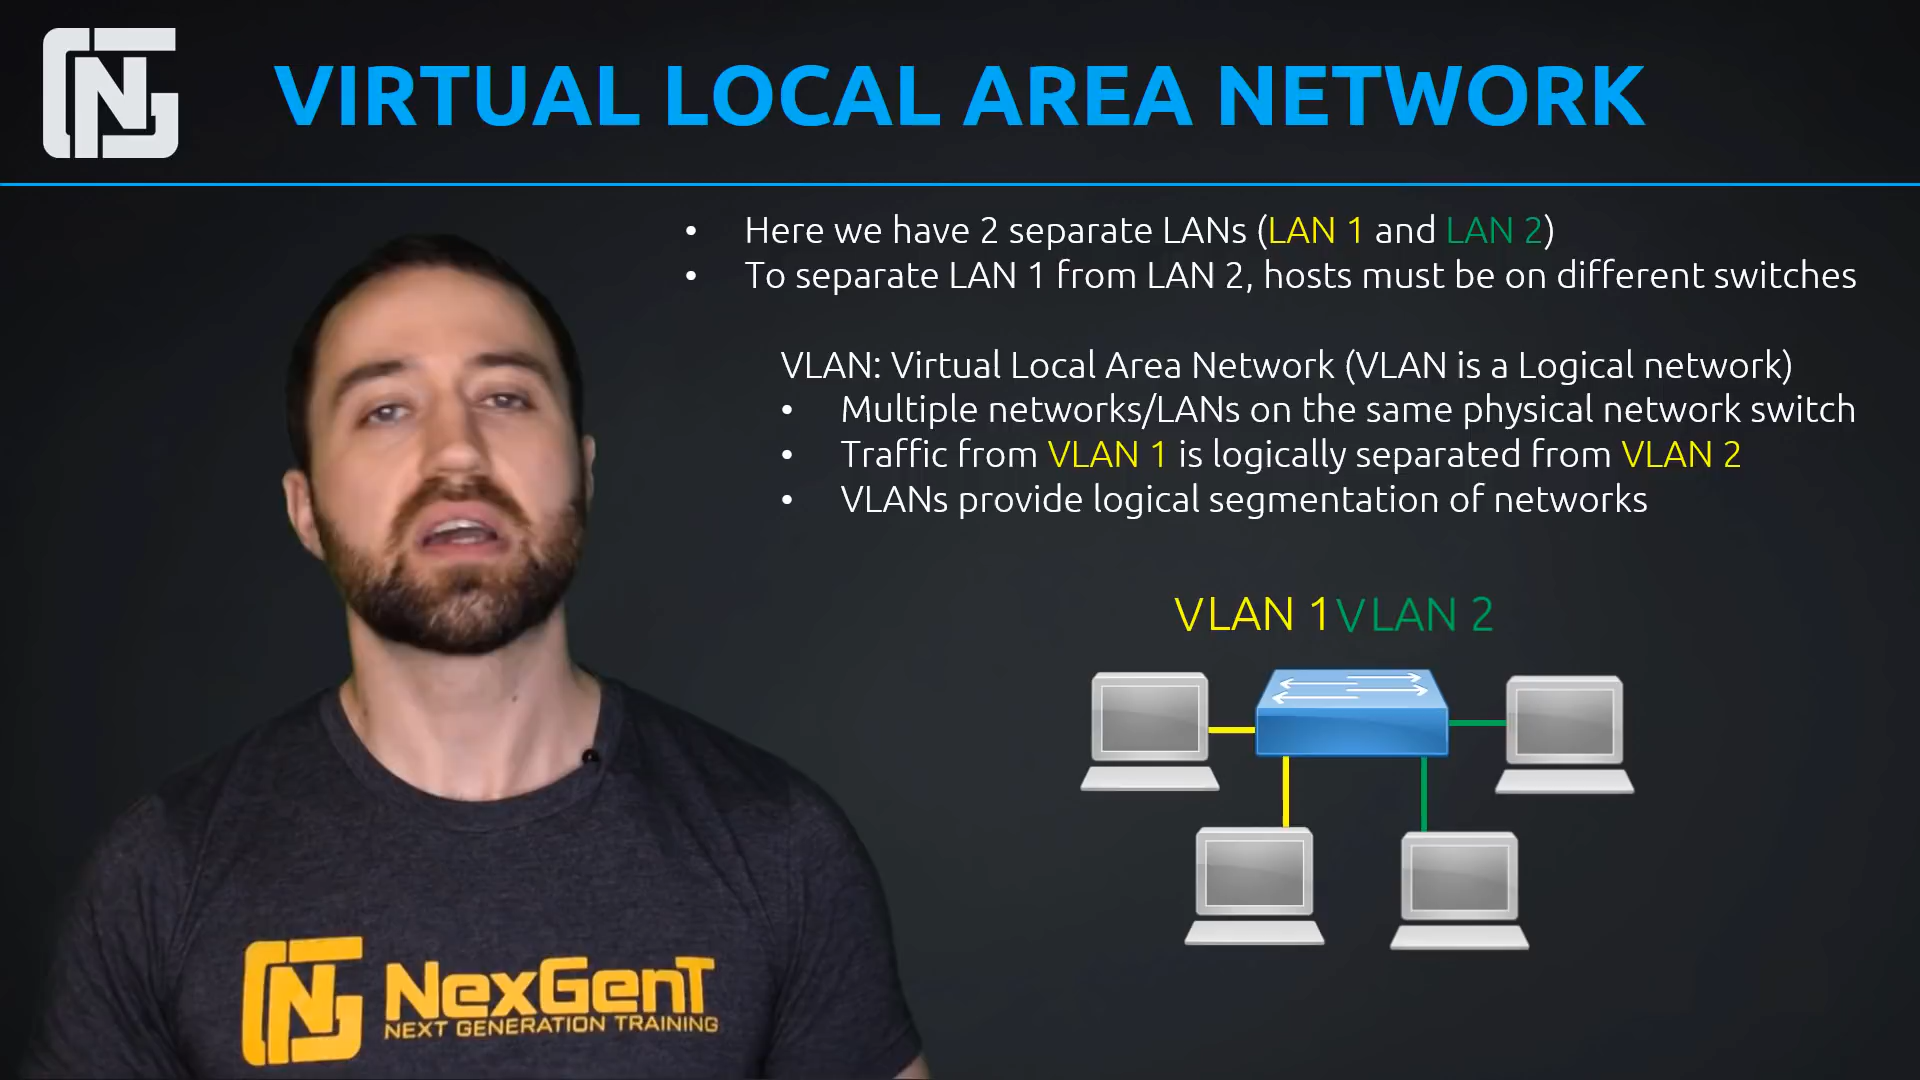 VIRTUAL LOCAL AREA NETWORK
• Here we have 2 separate LANs (LAN 1 and LAN 2)
• To separate LAN 1 from LAN 2, hosts must be on different switches
VLAN: Virtual Local Area Network (VLAN is a Logical network)
• Multiple networks/LANs on the same physical network switch
• Traffic from VLAN 1 is logically separated from VLAN 2
• VLANs provide logical segmentation of networks
VLAN 1 VLAN 2
NexGenT
NEXT GENERATION TRAINING